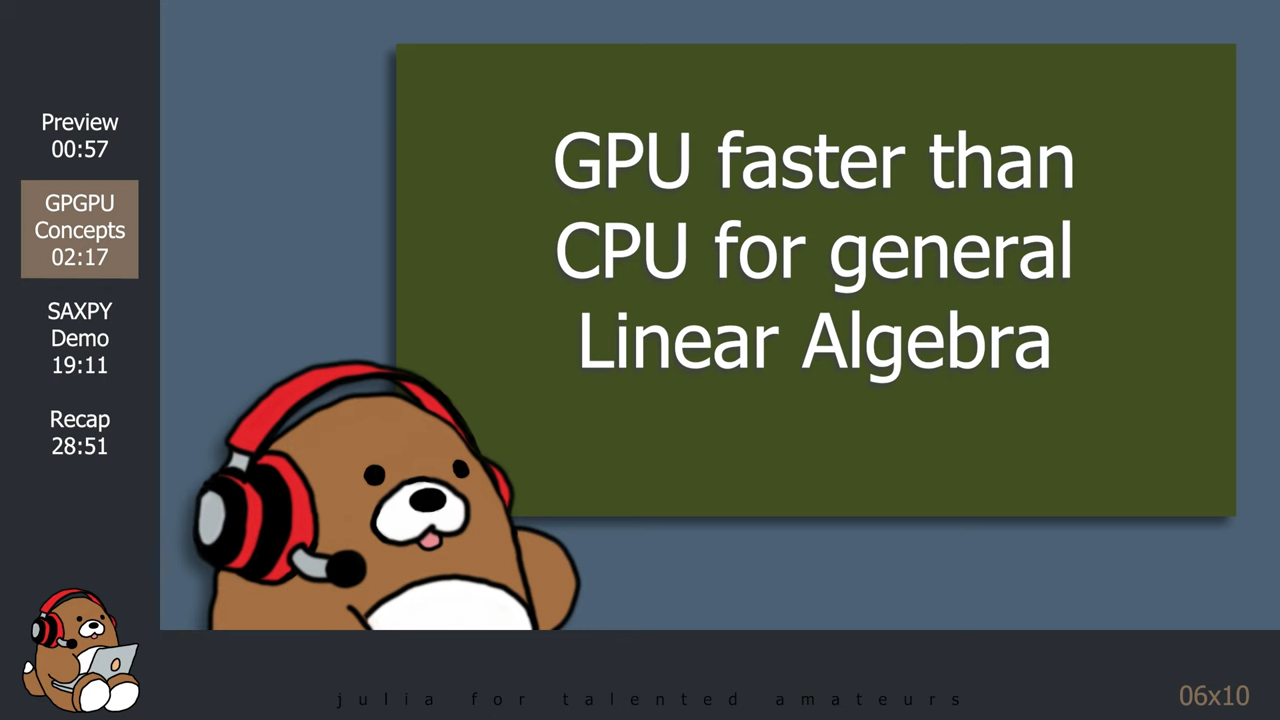 Preview
00:57
GPGPU
Concepts
02:17
SAXPY
Demo
19:11
Recap
28:51
GPU faster than
CPU for general
Linear Algebra
julia for talented amateurs
06x10